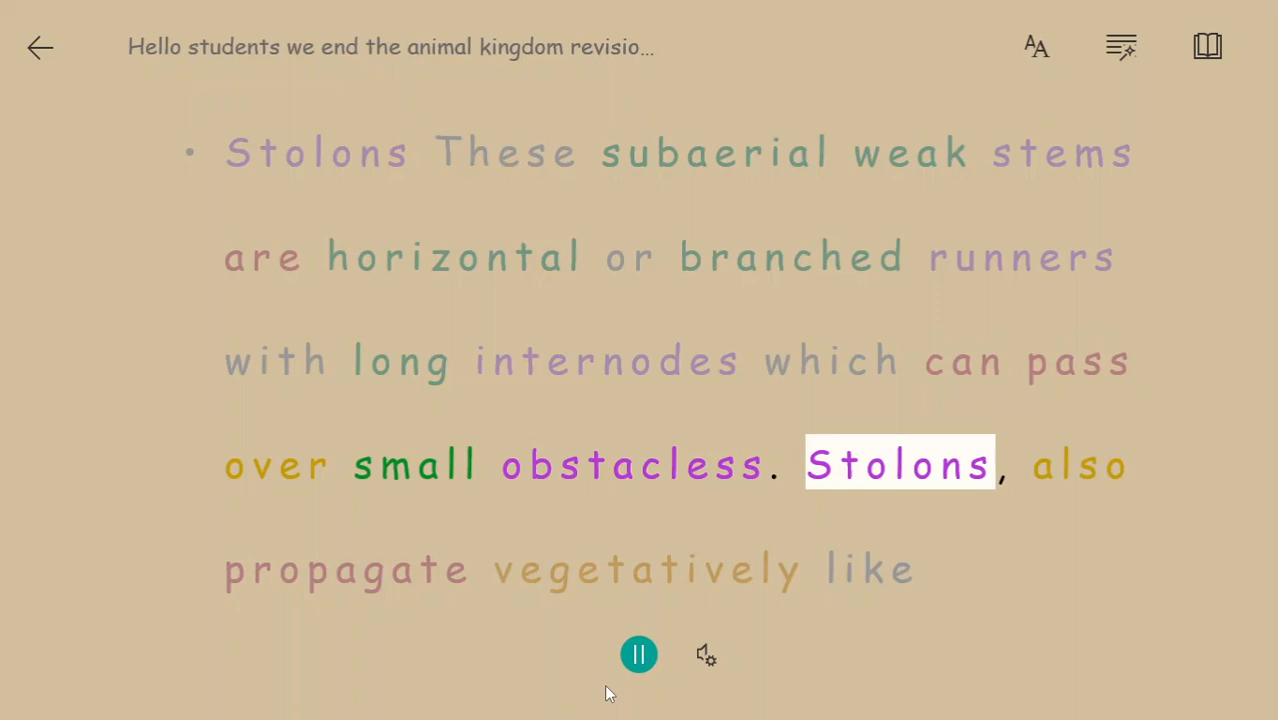 Hello students we end the animal kingdom revisio...
• Stolons These subaerial weak stems
are horizontal or branched runners
with long internodes which can pass
over small obstacless. Stolons, also
propagate vegetatively like